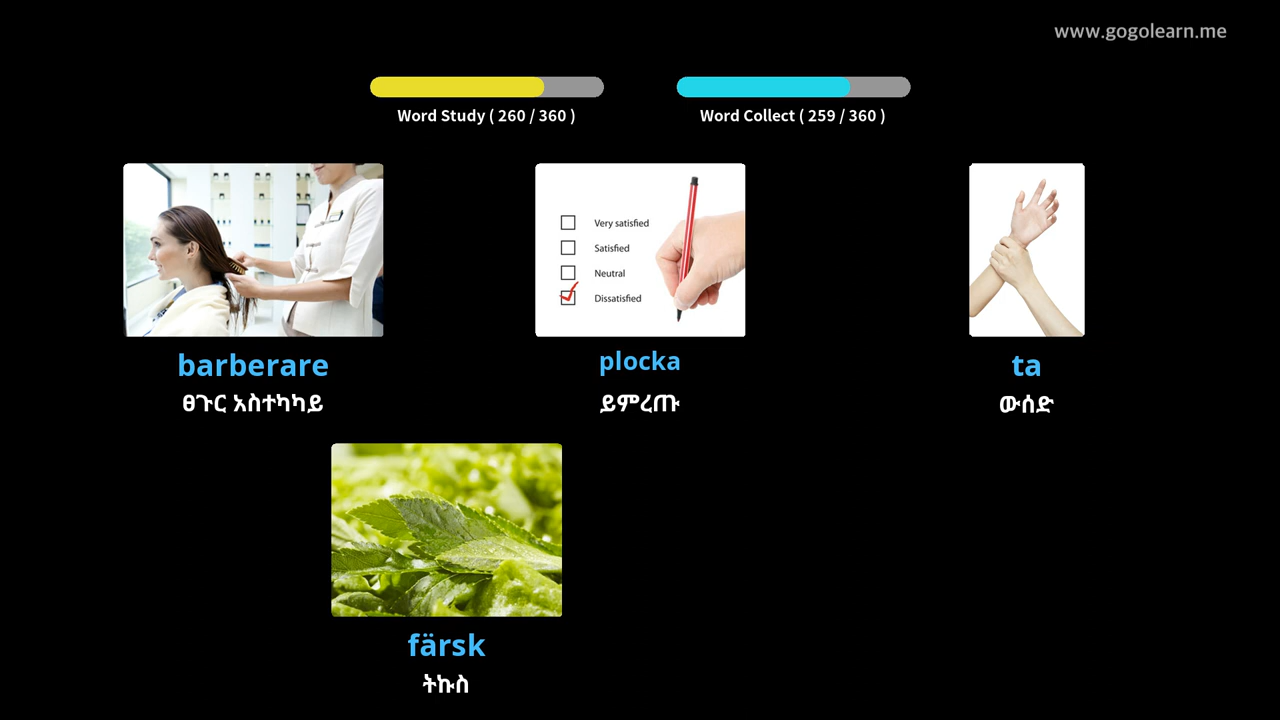 www.gogolearn.me
Word Study ( 260 / 360 )
Word Collect ( 259 / 360 )
Very satisfied
Satisfied
Neutral
Dissatisfied
barberare
ፀጉር አስተካካይ
plocka
ይምረጡ
ta
ውሰድ
färsk
ትኩስ